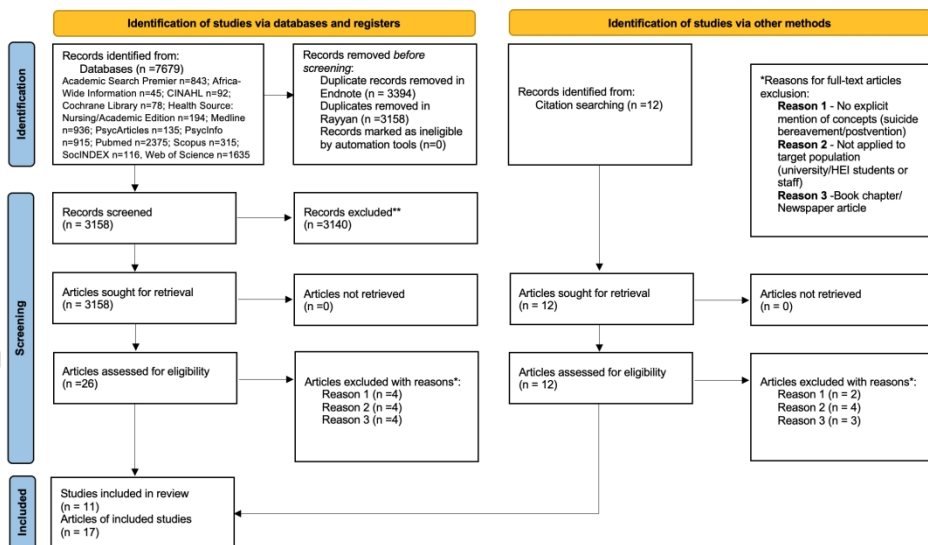 Identification of studies via databases and registers
Identification of studies via other methods
Identification
Records identified from:
Databases (n =7679)
Academic Search Premier n=843; Africa-
Wide Information n=45; CINAHL n=92;
Cochrane Library n=78; Health Source:
Nursing/Academic Edition n=194; Medline
n=936; PsycArticles n=135; PsycInfo
n=915; Pubmed n=2375; Scopus n=315;
SocINDEX n=116, Web of Science n=1635
Records removed before
screening:
Duplicate records removed in
Endnote (n = 3394)
Duplicates removed in
Rayyan (n =3158)
Records marked as ineligible
by automation tools (n=0)
Records identified from:
Citation searching (n =12)
*Reasons for full-text articles
exclusion:
Reason 1 - No explicit
mention of concepts (suicide
bereavement/postvention)
Reason 2 - Not applied to
target population
(university/HEI students or
staff)
Reason 3 -Book chapter/
Newspaper article
Screening
Records screened
(n = 3158)
Records excluded**
(n =3140)
Articles sought for retrieval
(n = 3158)
Articles not retrieved
(n =0)
Articles sought for retrieval
(n = 12)
Articles not retrieved
(n = 0)
Articles assessed for eligibility
(n =26)
Articles excluded with reasons*:
Reason 1 (n =4)
Reason 2 (n =4)
Reason 3 (n =4)
Articles assessed for eligibility
(n = 12)
Articles excluded with reasons*:
Reason 1 (n = 2)
Reason 2 (n = 4)
Reason 3 (n = 3)
Included
Studies included in review
(n = 11)
Articles of included studies
(n = 17)